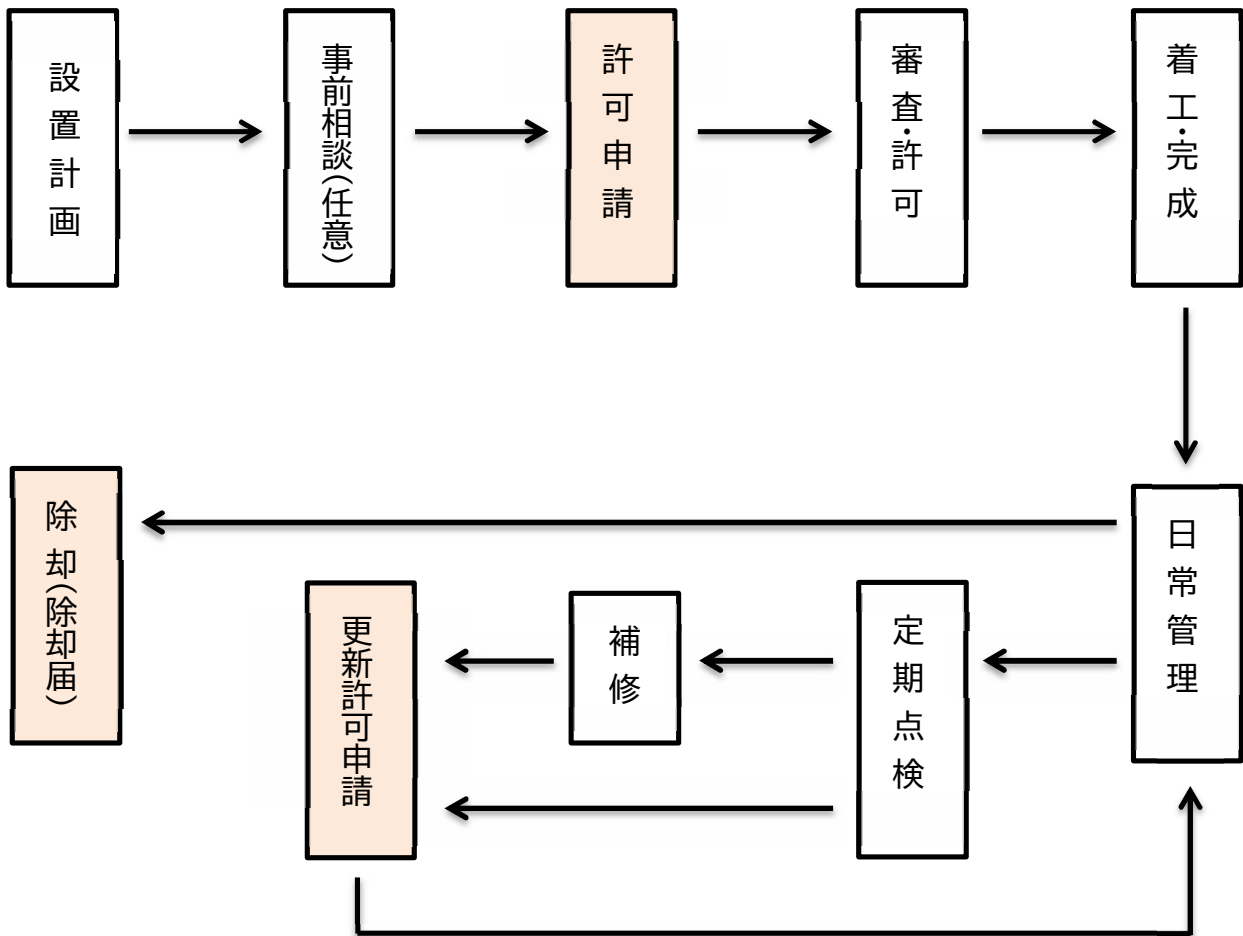 設置計画
事前相談(任意)
許可申請
審査・許可
着工・完成
日常管理
定期点検
補修
更新許可申請
除却(除却届)